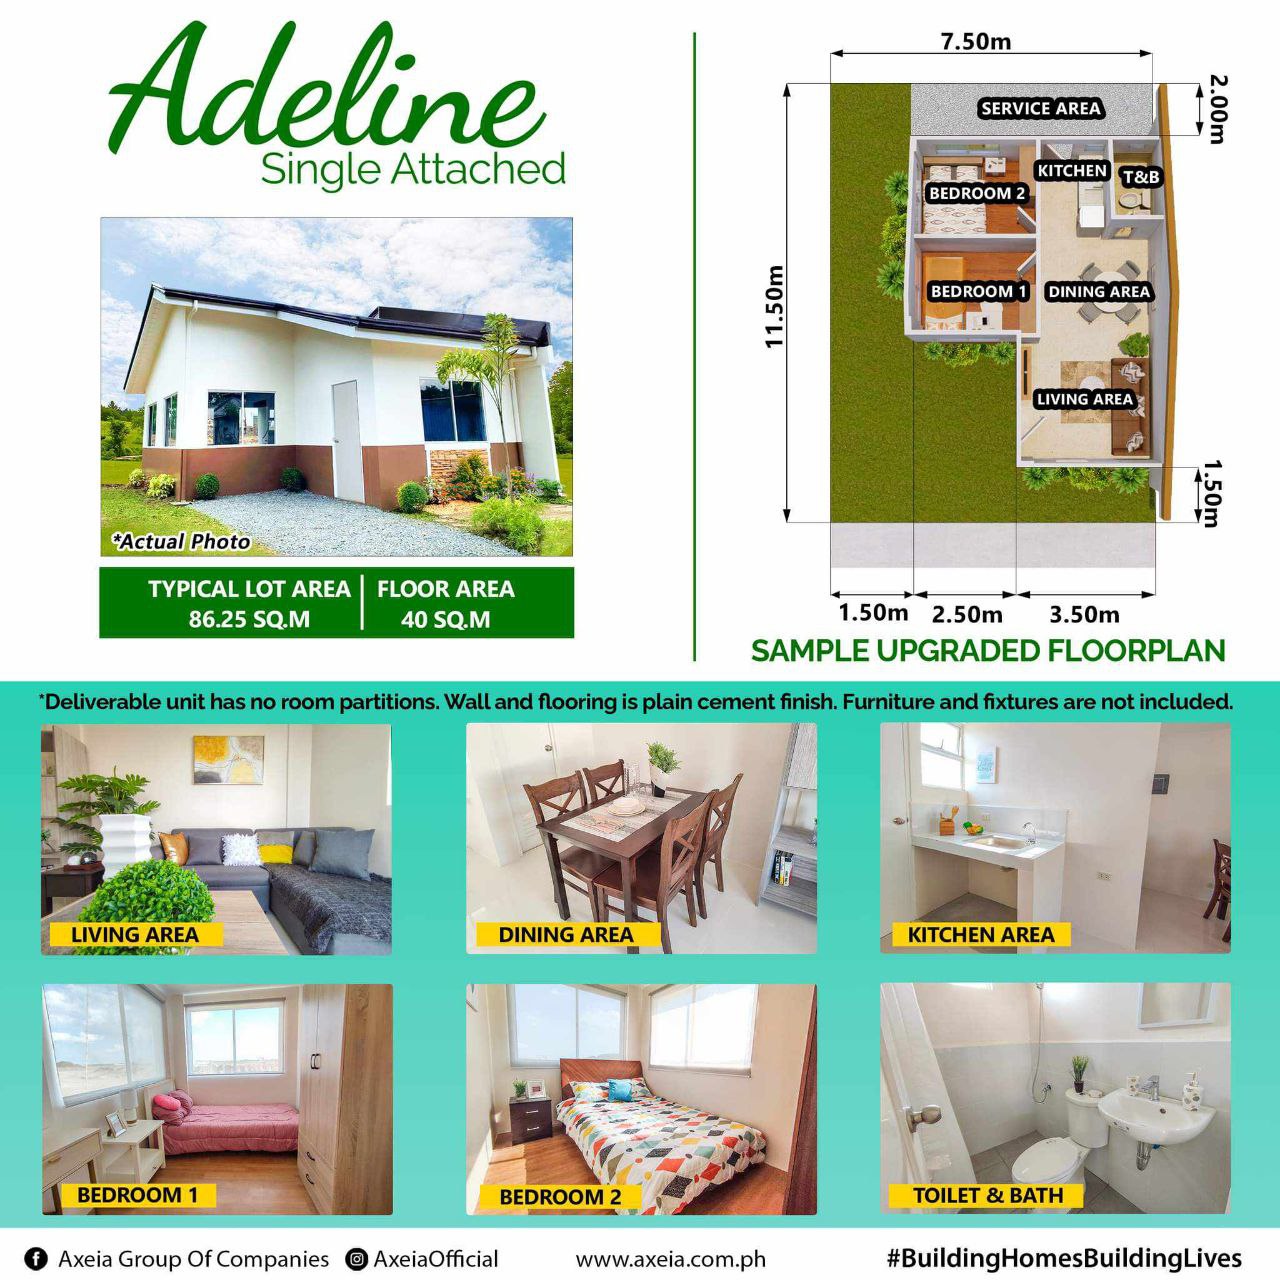 Adeline
Single Attached
*Actual Photo
TYPICAL LOT AREA
86.25 SQ.M
FLOOR AREA
40 SQ.M
7.50m
2.00m
11.50m
1.50m
SERVICE AREA
KITCHEN
T&B
BEDROOM 2
BEDROOM 1
DINING AREA
LIVING AREA
1.50m
2.50m
3.50m
SAMPLE UPGRADED FLOORPLAN
*Deliverable unit has no room partitions. Wall and flooring is plain cement finish. Furniture and fixtures are not included.
LIVING AREA
DINING AREA
KITCHEN AREA
BEDROOM 1
BEDROOM 2
TOILET & BATH
Axeia Group Of Companies
AxeiaOfficial
www.axeia.com.ph
#BuildingHomesBuildingLives